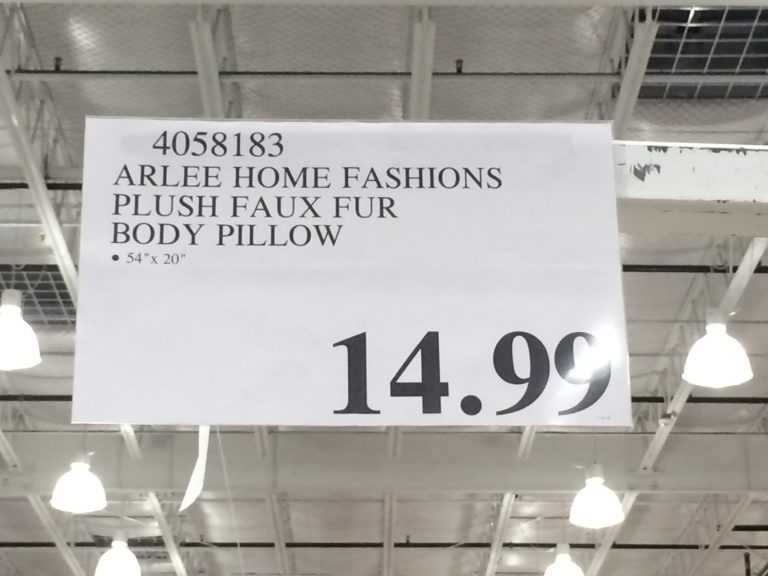 4058183
ARLEE HOME FASHIONS
PLUSH FAUX FUR
BODY PILLOW
• 54"x 20"
14.99